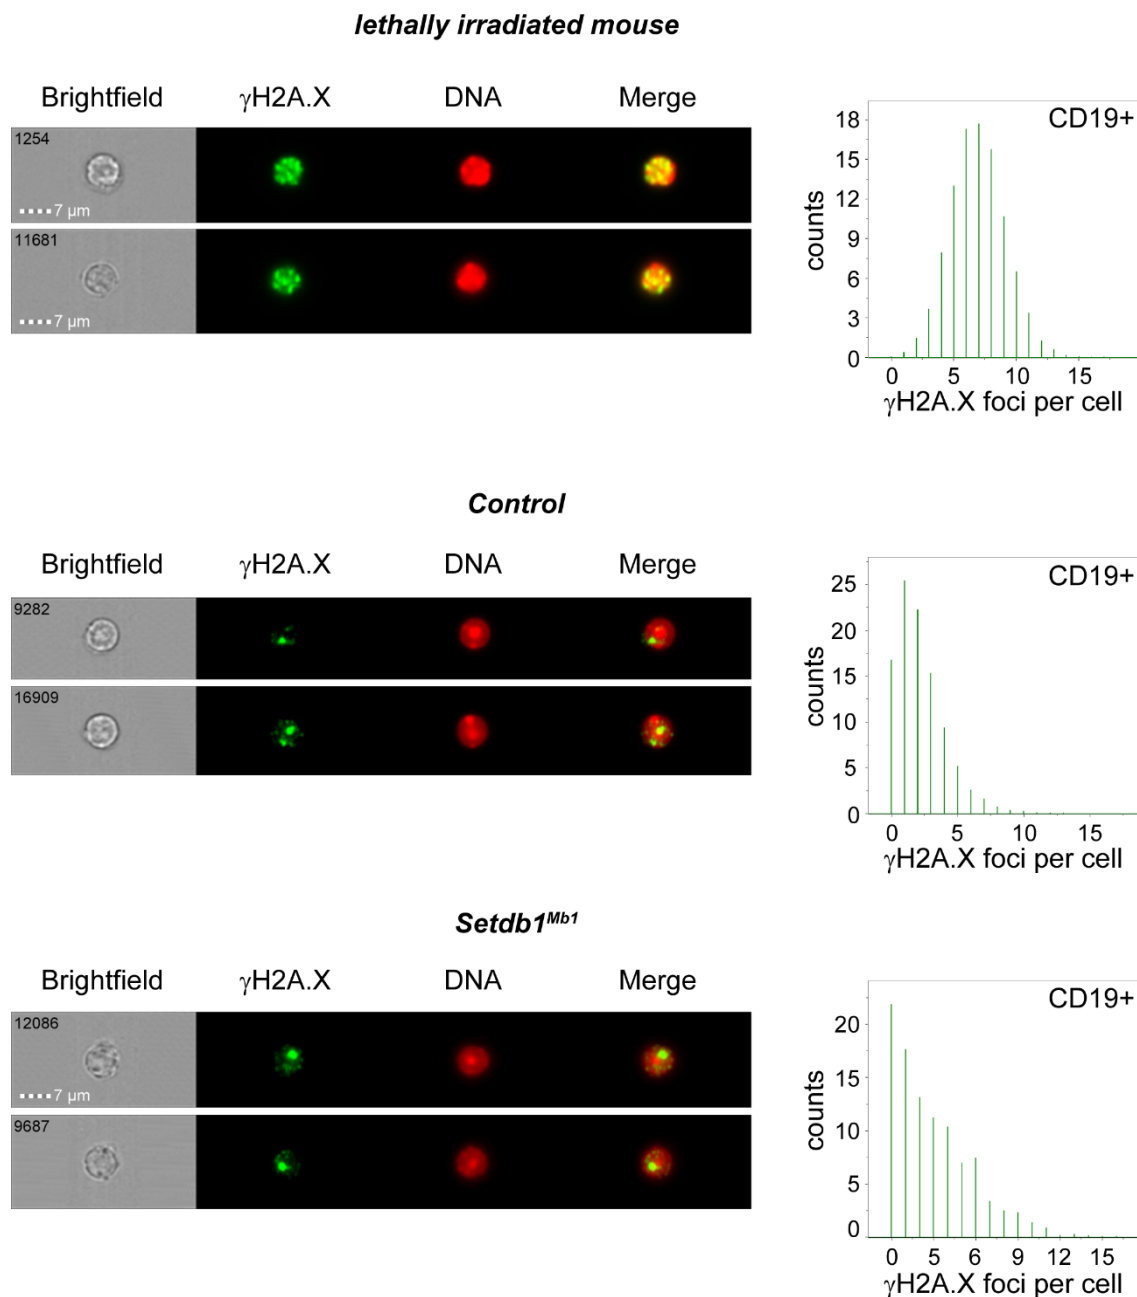 lethally irradiated mouse
Brightfield γH2A.X DNA Merge
1254
7 µm
11681
7 µm
CD19+
18
15
12
9
6
3
0
counts
0 5 10 15
γH2A.X foci per cell
Control
Brightfield γH2A.X DNA Merge
9282
16909
CD19+
25
20
15
10
5
0
counts
0 5 10 15
γH2A.X foci per cell
Setdb1Mb1
Brightfield γH2A.X DNA Merge
12086
7 µm
9687
CD19+
20
15
10
5
0
counts
0 5 6 9 12 15
γH2A.X foci per cell